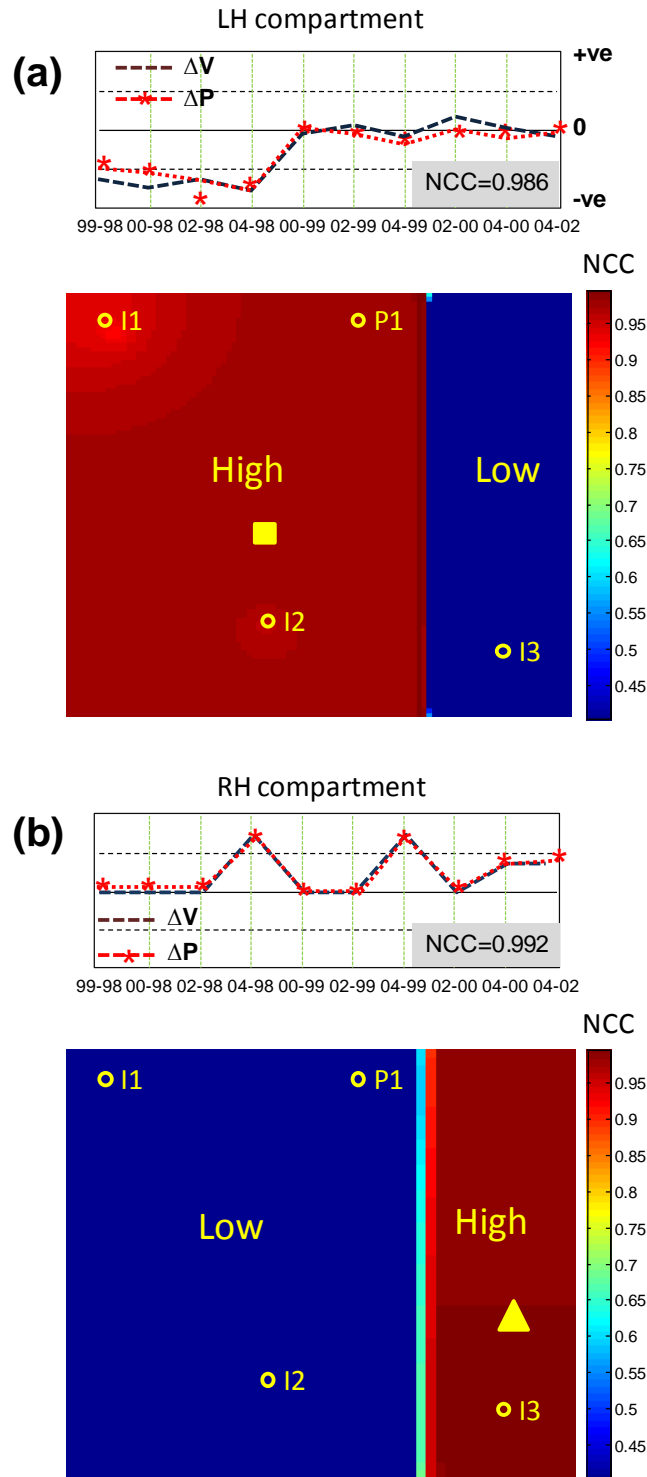 LH compartment
(a)
ΔV
ΔP
+ve
0
-ve
NCC=0.986
99-98 00-98 02-98 04-98 00-99 02-99 04-99 02-00 04-00 04-02
NCC
I1
P1
High
Low
I2
I3
0.95
0.9
0.85
0.8
0.75
0.7
0.65
0.6
0.55
0.5
0.45
RH compartment
(b)
ΔV
ΔP
NCC=0.992
99-98 00-98 02-98 04-98 00-99 02-99 04-99 02-00 04-00 04-02
NCC
I1
P1
Low
High
I2
I3
0.95
0.9
0.85
0.8
0.75
0.7
0.65
0.6
0.55
0.5
0.45